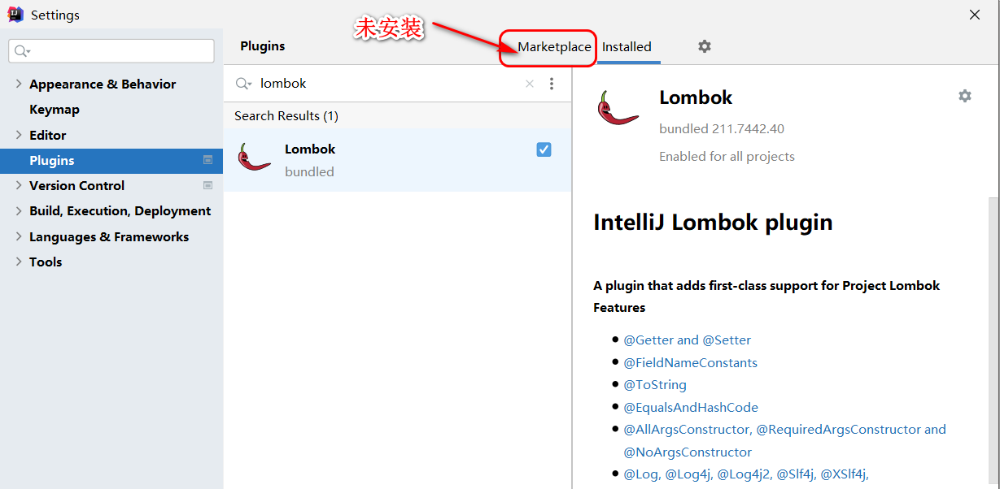 Settings
未安装
Plugins
Marketplace
Installed
lombok
Appearance & Behavior
Keymap
Editor
Plugins
Version Control
Build, Execution, Deployment
Languages & Frameworks
Tools
Search Results (1)
Lombok
bundled
Lombok
bundled 211.7442.40
Enabled for all projects
IntelliJ Lombok plugin
A plugin that adds first-class support for Project Lombok
Features
@Getter and @Setter
@FieldNameConstants
@ToString
@EqualsAndHashCode
@AllArgsConstructor, @RequiredArgsConstructor and
@NoArgsConstructor
@Log, @Log4j, @Log4j2, @Slf4j, @XSlf4j,